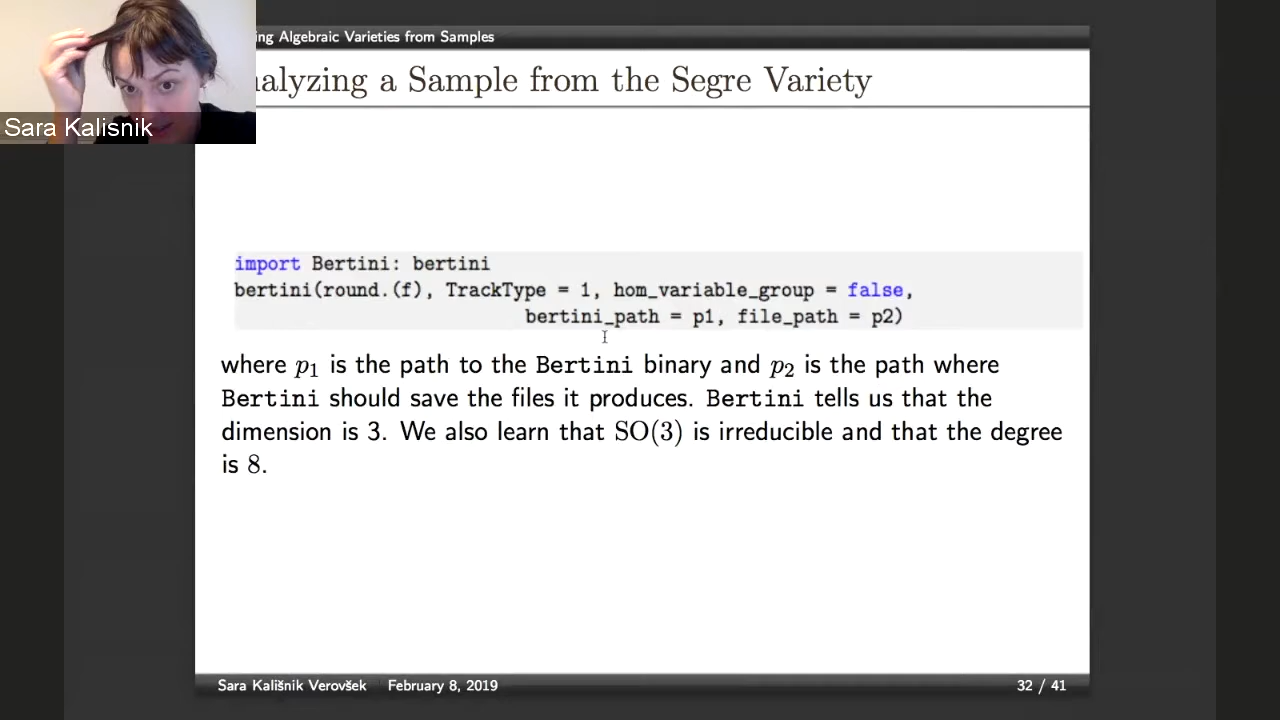 ing Algebraic Varieties from Samples
nalyzing a Sample from the Segre Variety
Sara Kalisnik
import Bertini: bertini
bertini(round.(f), TrackType = 1, hom_variable_group = false,
bertini_path = p1, file_path = p2)
where p₁ is the path to the Bertini binary and p₂ is the path where
Bertini should save the files it produces. Bertini tells us that the
dimension is 3. We also learn that SO(3) is irreducible and that the degree
is 8.
Sara Kališnik Verovšek February 8, 2019 32 / 41